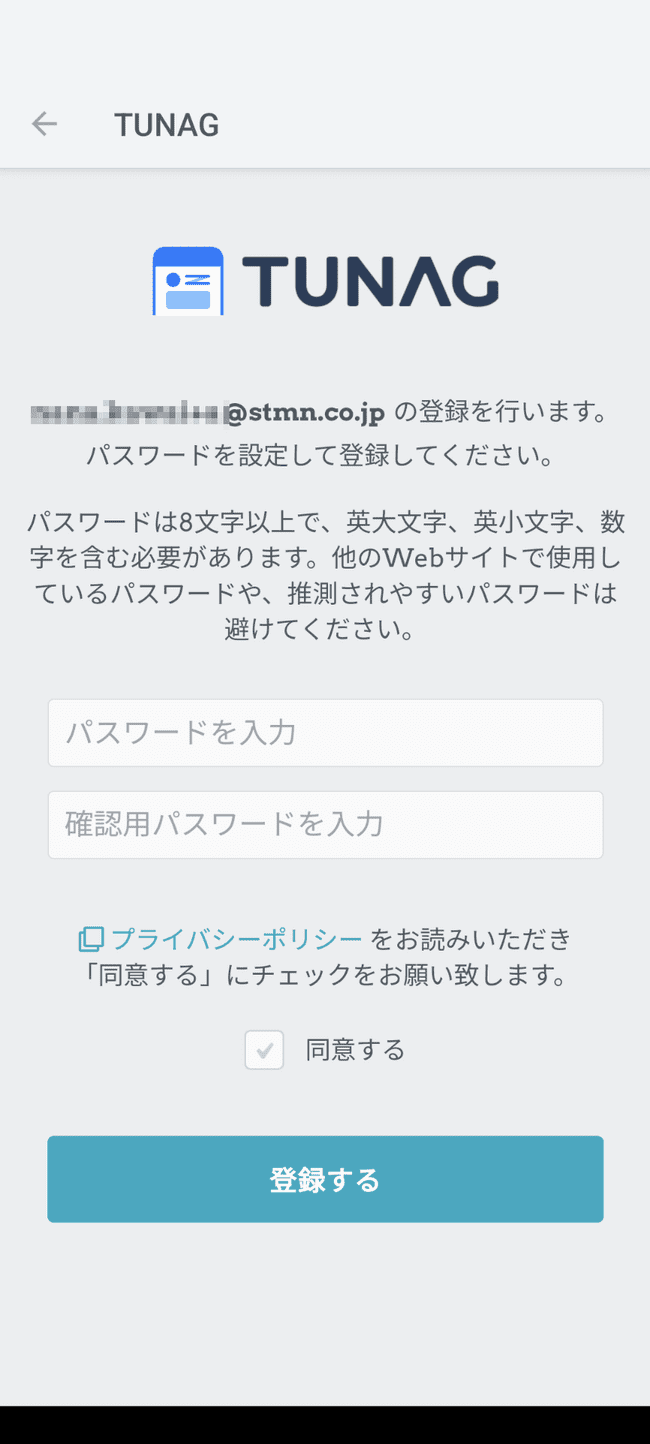 TUNAG
TUNAG
@stmn.co.jp の登録を行います。
パスワードを設定して登録してください。
パスワードは8文字以上で、英大文字、英小文字、数
字を含む必要があります。他のWebサイトで使用し
ているパスワードや、推測されやすいパスワードは
避けてください。
パスワードを入力
確認用パスワードを入力
プライバシーポリシー をお読みいただき
「同意する」にチェックをお願い致します。
同意する
登録する